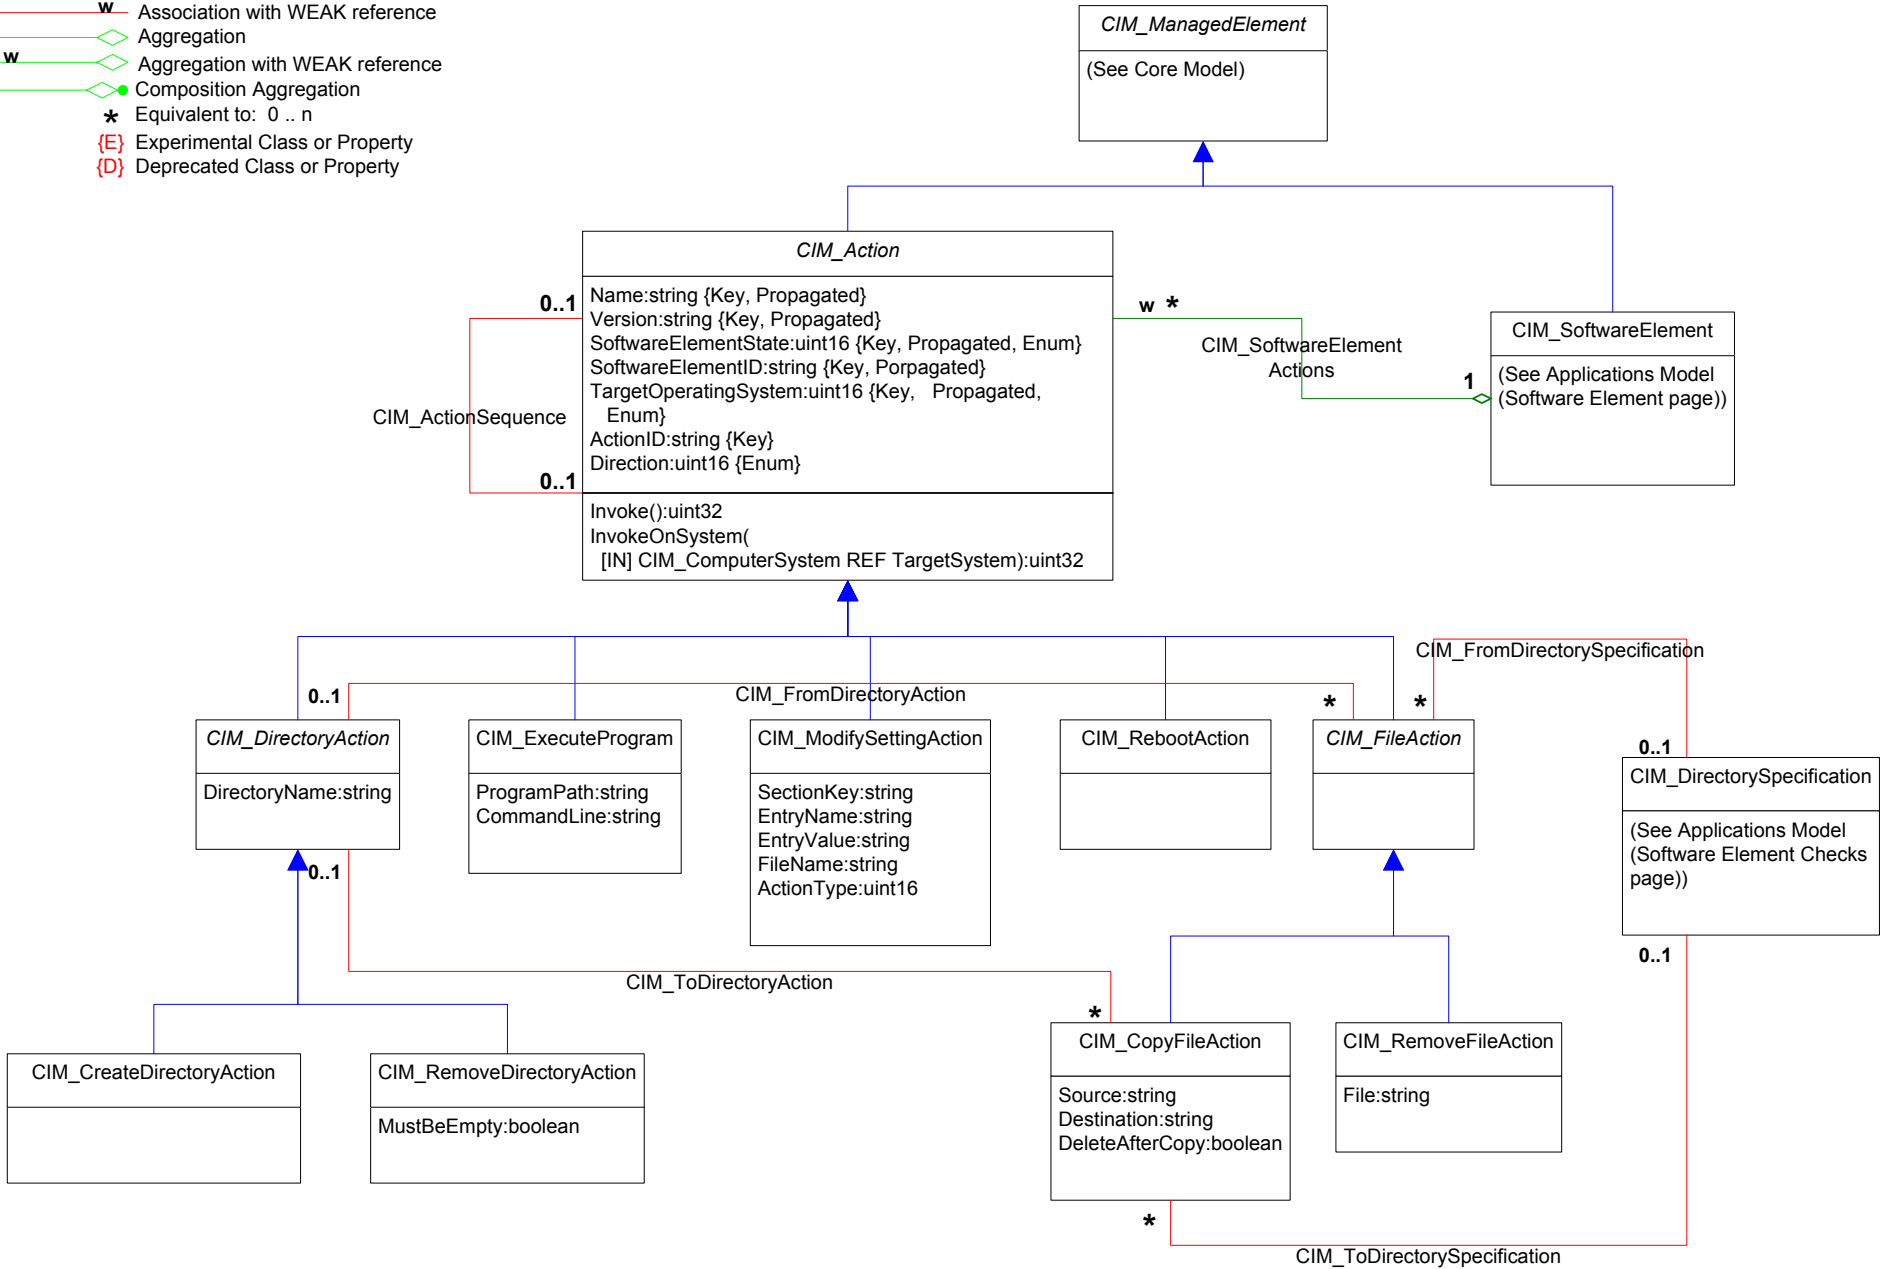 w
Association with WEAK reference
Aggregation
w
Aggregation with WEAK reference
Composition Aggregation
* Equivalent to: 0 .. n
{E} Experimental Class or Property
{D} Deprecated Class or Property
CIM_ManagedElement
(See Core Model)
CIM_Action
Name:string {Key, Propagated}
Version:string {Key, Propagated}
SoftwareElementState:uint16 {Key, Propagated, Enum}
SoftwareElementID:string {Key, Porpagated}
TargetOperatingSystem:uint16 {Key, Propagated,
Enum}
ActionID:string {Key}
Direction:uint16 {Enum}
Invoke():uint32
InvokeOnSystem(
[IN] CIM_ComputerSystem REF TargetSystem):uint32
0..1
CIM_ActionSequence
0..1
w *
CIM_SoftwareElement
Actions
1
CIM_SoftwareElement
(See Applications Model
(Software Element page))
CIM_FromDirectorySpecification
0..1
CIM_FromDirectoryAction
*
*
CIM_DirectoryAction
DirectoryName:string
CIM_ExecuteProgram
ProgramPath:string
CommandLine:string
CIM_ModifySettingAction
SectionKey:string
EntryName:string
EntryValue:string
FileName:string
ActionType:uint16
CIM_RebootAction
CIM_FileAction
0..1
CIM_DirectorySpecification
(See Applications Model
(Software Element Checks
page))
0..1
0..1
CIM_ToDirectoryAction
*
CIM_CreateDirectoryAction
CIM_RemoveDirectoryAction
MustBeEmpty:boolean
CIM_CopyFileAction
Source:string
Destination:string
DeleteAfterCopy:boolean
CIM_RemoveFileAction
File:string
*
CIM_ToDirectorySpecification